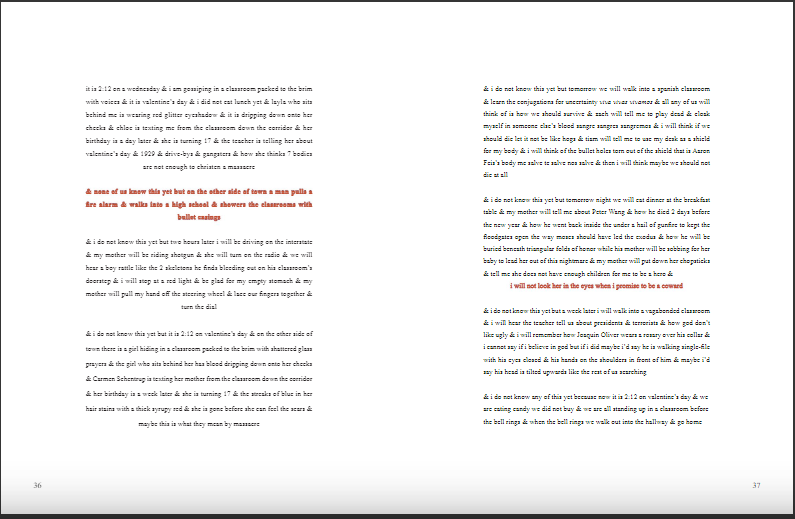 it is 2:12 on a wednesday & i am gossiping in a classroom packed to the brim
with voices & it is valentine's day & i did not eat lunch yet & layla who sits
behind me is wearing red glitter eyeshadow & it is dripping down onto her
cheeks & chloe is texting me from the classroom down the corridor & her
birthday is a day later & she is turning 17 & the teacher is telling her about
valentine's day & 1929 & drive-bys & gangsters & how she thinks 7 bodies
are not enough to christen a massacre
& none of us know this yet but on the other side of town a man pulls a
fire alarm & walks into a high school & showers the classrooms with
bullet casings
& i do not know this yet but two hours later i will be driving on the interstate
& my mother will be riding shotgun & she will turn on the radio & we will
hear a boy rattle like the 2 skeletons he finds bleeding out on his classroom's
doorstep & i will stop at a red light & be glad for my empty stomach & my
mother will pull my hand off the steering wheel & lace our fingers together &
turn the dial
& i do not know this yet but it is 2:12 on valentine's day & on the other side of
town there is a girl hiding in a classroom packed to the brim with shattered glass
prayers & the girl who sits behind her has blood dripping down onto her cheeks
& Carmen Schentrup is texting her mother from the classroom down the corridor
& her birthday is a week later & she is turning 17 & the streaks of blue in her
hair stains with a thick syrupy red & she is gone before she can feel the scars &
maybe this is what they mean by massacre
36
& i do not know this yet but tomorrow we will walk into a spanish classroom
& learn the conjugations for uncertainty viva vivas vivamos & all any of us will
think of is how we should survive & each will tell me to play dead & cloak
myself in someone else's blood sangre sangres sangremos & i will think if we
should die let it not be like hogs & tiam will tell me to use my desk as a shield
for my body & i will think of the bullet holes torn out of the shield that is Aaron
Feis's body me salve te salve nos salve & then i will think maybe we should not
die at all
& i do not know this yet but tomorrow night we will eat dinner at the breakfast
table & my mother will tell me about Peter Wang & how he died 2 days before
the new year & how he went back inside the under a hail of gunfire to kept the
floodgates open the way moses should have led the exodus & how he will be
buried beneath triangular folds of honor while his mother will be sobbing for her
baby to lead her out of this nightmare & my mother will put down her chopsticks
& tell me she does not have enough children for me to be a hero &
i will not look her in the eyes when i promise to be a coward
& i do not know this yet but a week later i will walk into a vagabonded classroom
& i will hear the teacher tell us about presidents & terrorists & how god don't
like ugly & i will remember how Joaquin Oliver wears a rosary over his collar &
i cannot say if i believe in god but if i did maybe i'd say he is walking single-file
with his eyes closed & his hands on the shoulders in front of him & maybe i'd
say his head is tilted upwards like the rest of us searching
& i do not know any of this yet because now it is 2:12 on valentine's day & we
are eating candy we did not buy & we are all standing up in a classroom before
the bell rings & when the bell rings we walk out into the hallway & go home
37